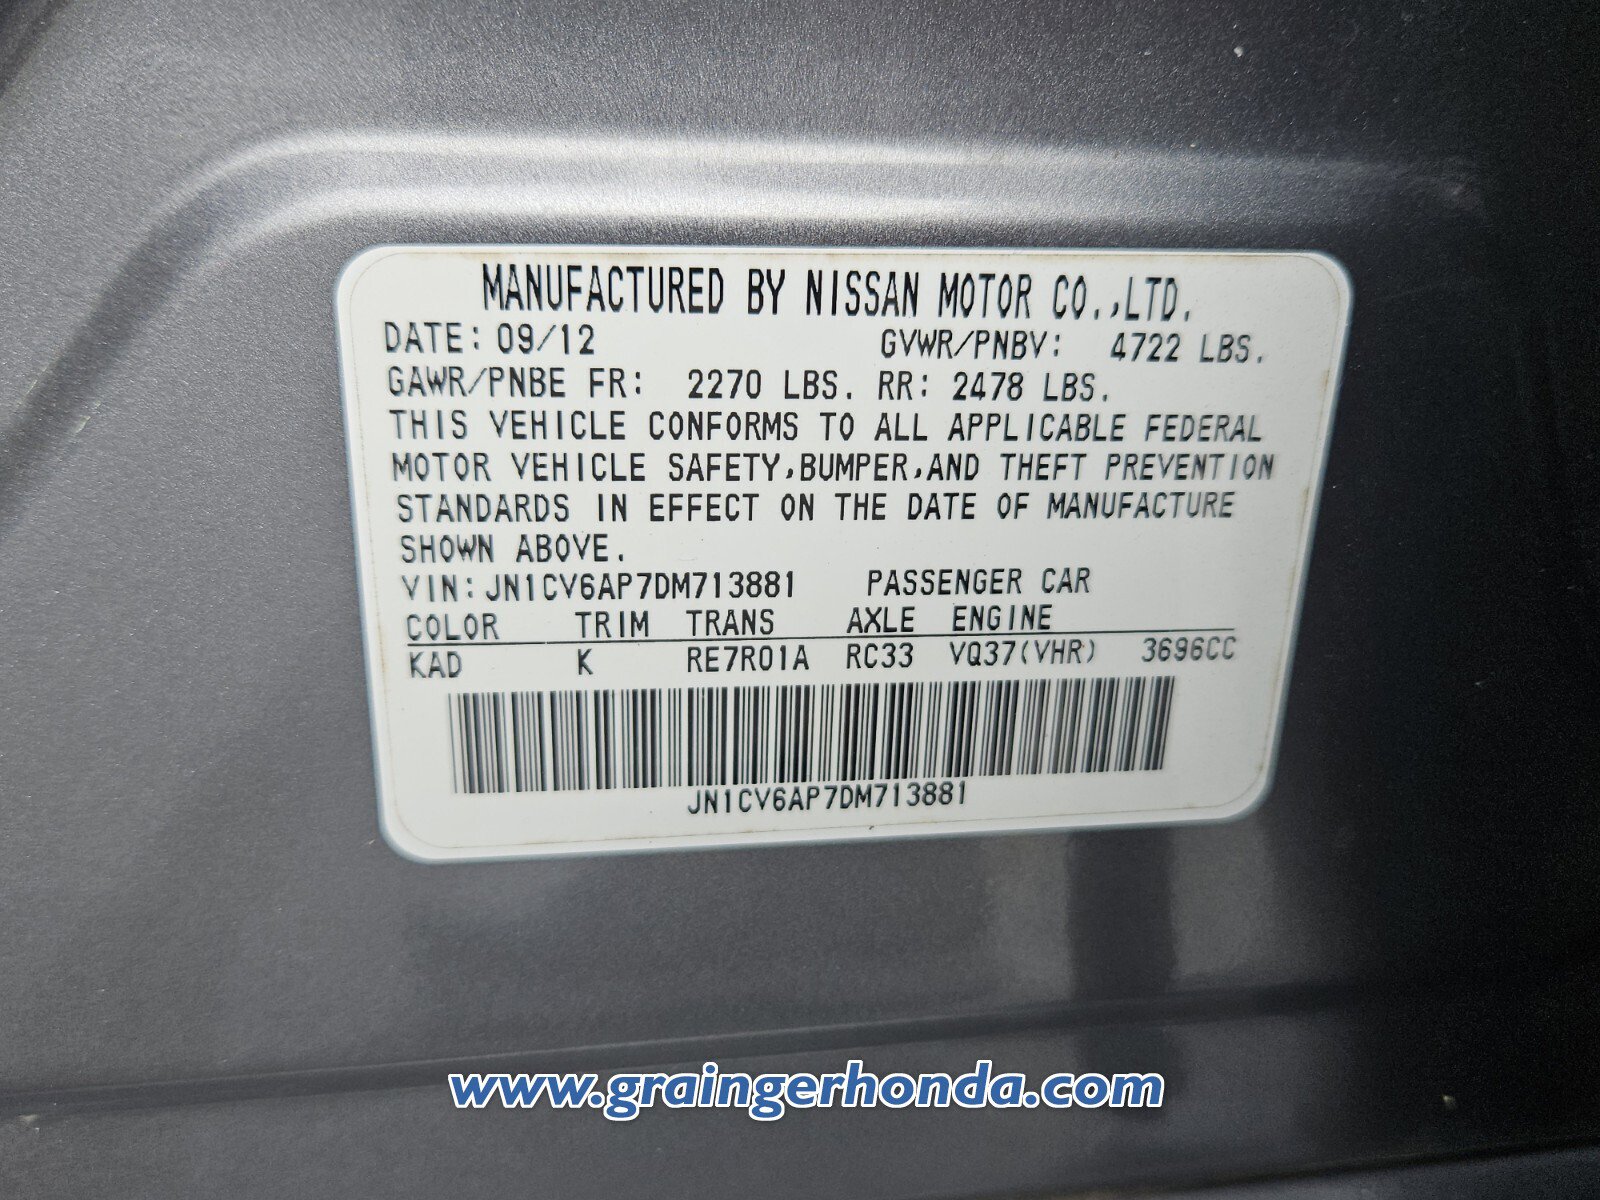 MANUFACTURED BY NISSAN MOTOR CO.,LTD.
DATE: 09/12 GVWR/PNBV: 4722 LBS.
GAWR/PNBE FR: 2270 LBS. RR: 2478 LBS.
THIS VEHICLE CONFORMS TO ALL APPLICABLE FEDERAL
MOTOR VEHICLE SAFETY,BUMPER,AND THEFT PREVENTION
STANDARDS IN EFFECT ON THE DATE OF MANUFACTURE
SHOWN ABOVE.
VIN:JN1CV6AP7DM713881 PASSENGER CAR
COLOR TRIM TRANS AXLE ENGINE
KAD K RE7R01A RC33 VQ37(VHR) 3696CC
JN1CV6AP7DM713881
www.graingerhonda.com